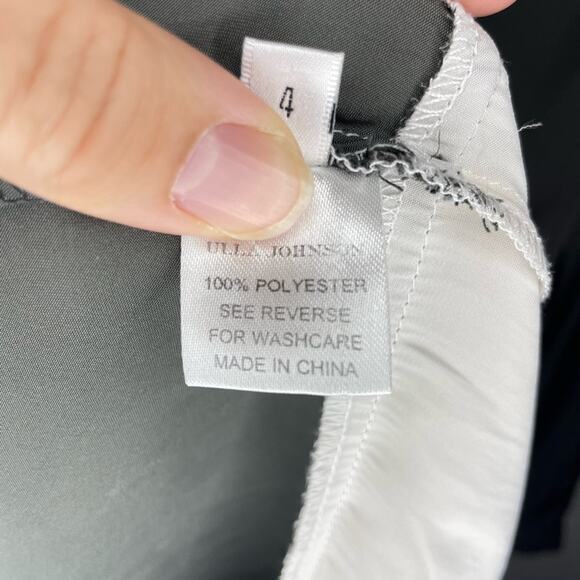 4
ULLA JOHNSON
100% POLYESTER
SEE REVERSE
FOR WASHCARE
MADE IN CHINA